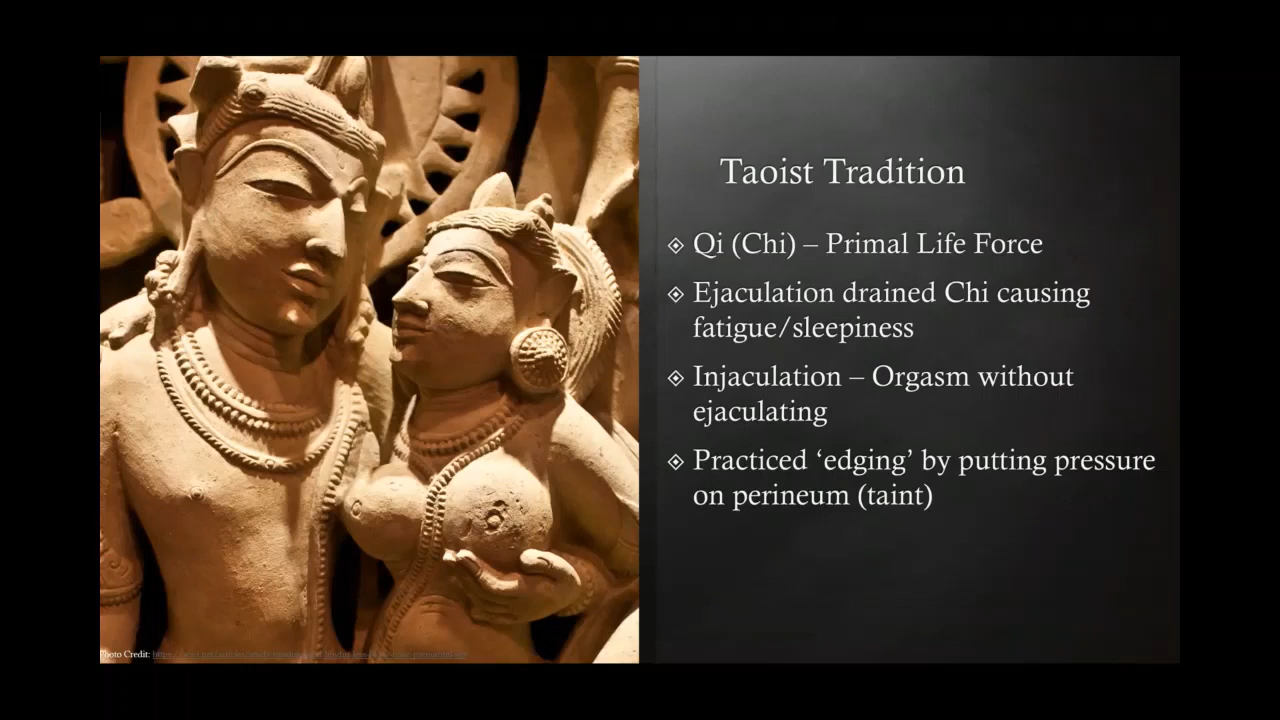 Taoist Tradition
Qi (Chi) – Primal Life Force
Ejaculation drained Chi causing
fatigue/sleepiness
Injaculation – Orgasm without
ejaculating
Practiced ‘edging’ by putting pressure
on perineum (taint)
Photo Credit: